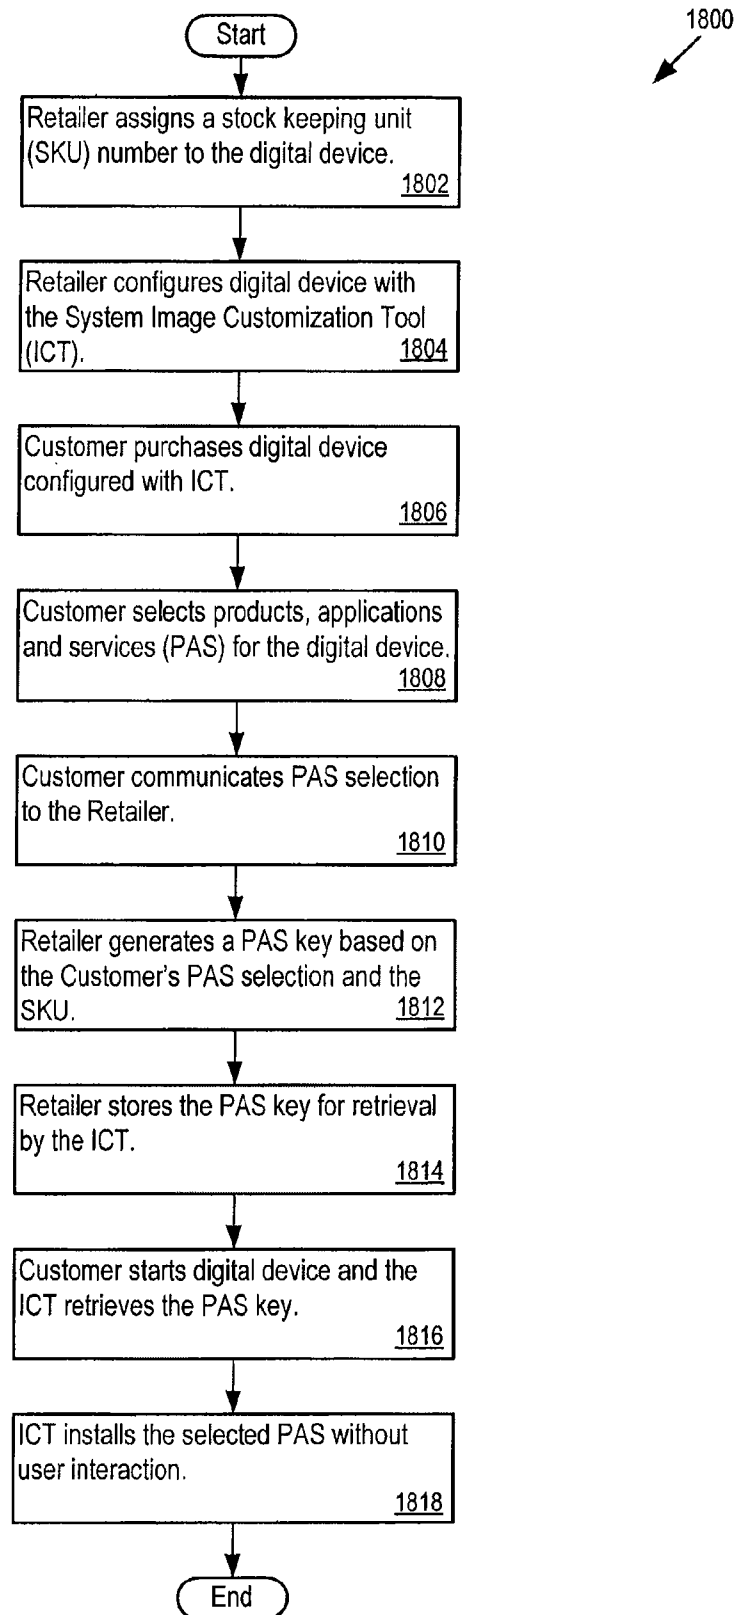 Start
1800
Retailer assigns a stock keeping unit
(SKU) number to the digital device.
1802
Retailer configures digital device with
the System Image Customization Tool
(ICT).
1804
Customer purchases digital device
configured with ICT.
1806
Customer selects products, applications
and services (PAS) for the digital device.
1808
Customer communicates PAS selection
to the Retailer.
1810
Retailer generates a PAS key based on
the Customer's PAS selection and the
SKU.
1812
Retailer stores the PAS key for retrieval
by the ICT.
1814
Customer starts digital device and the
ICT retrieves the PAS key.
1816
ICT installs the selected PAS without
user interaction.
1818
End